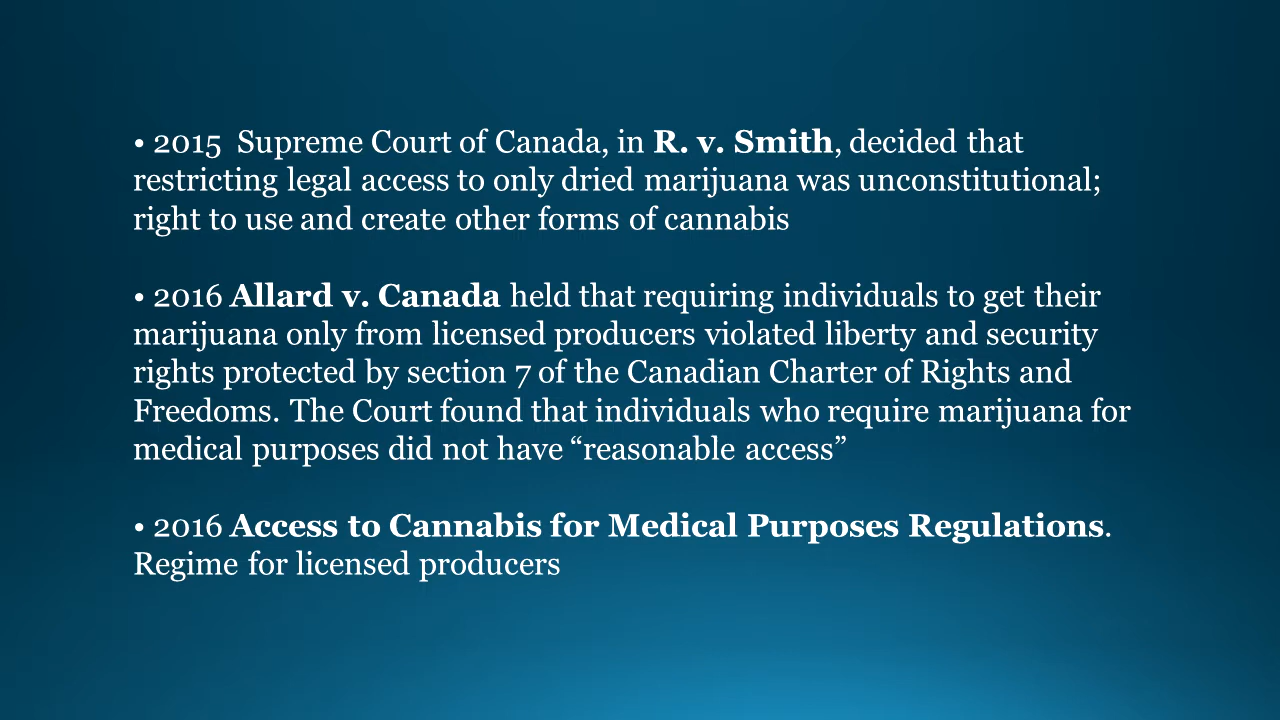 • 2015  Supreme Court of Canada, in R. v. Smith, decided that
restricting legal access to only dried marijuana was unconstitutional;
right to use and create other forms of cannabis
• 2016 Allard v. Canada held that requiring individuals to get their
marijuana only from licensed producers violated liberty and security
rights protected by section 7 of the Canadian Charter of Rights and
Freedoms.  The Court found that individuals who require marijuana for
medical purposes did not have “reasonable access”
• 2016 Access to Cannabis for Medical Purposes Regulations.
Regime for licensed producers